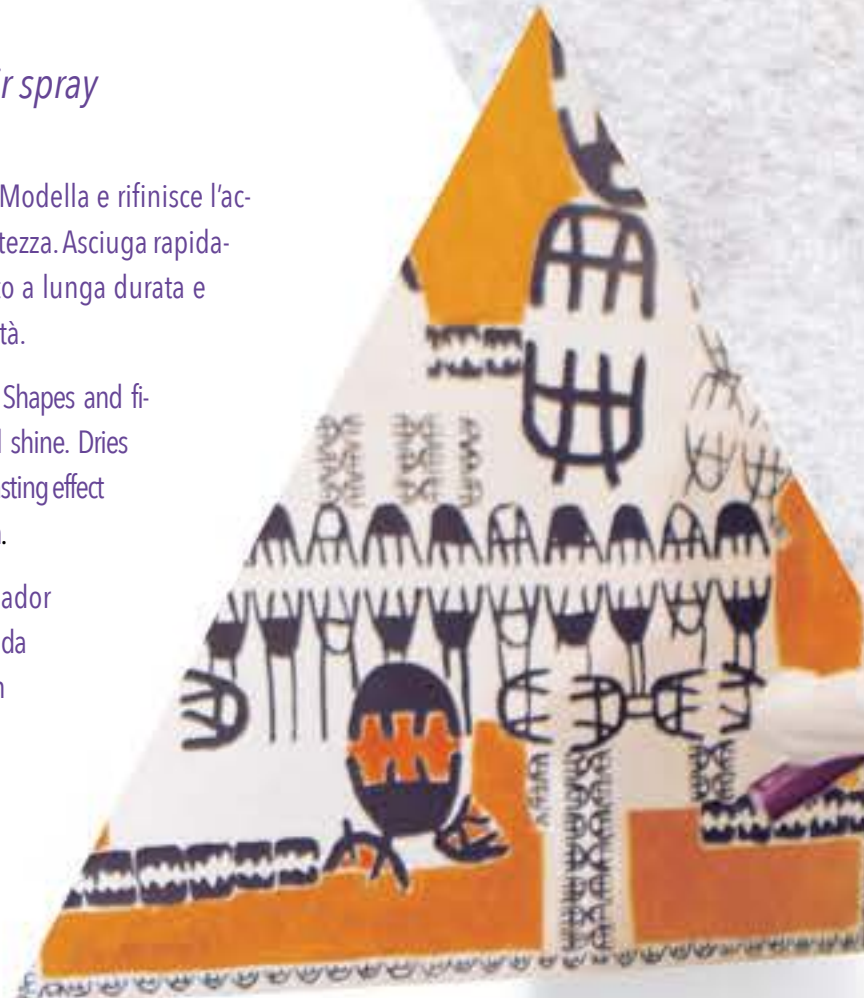 r spray
Modella e rifinisce l'ac-
tezza. Asciuga rapida-
o a lunga durata e
tà.
Shapes and fi-
shine. Dries
sting effect
.
ador
da